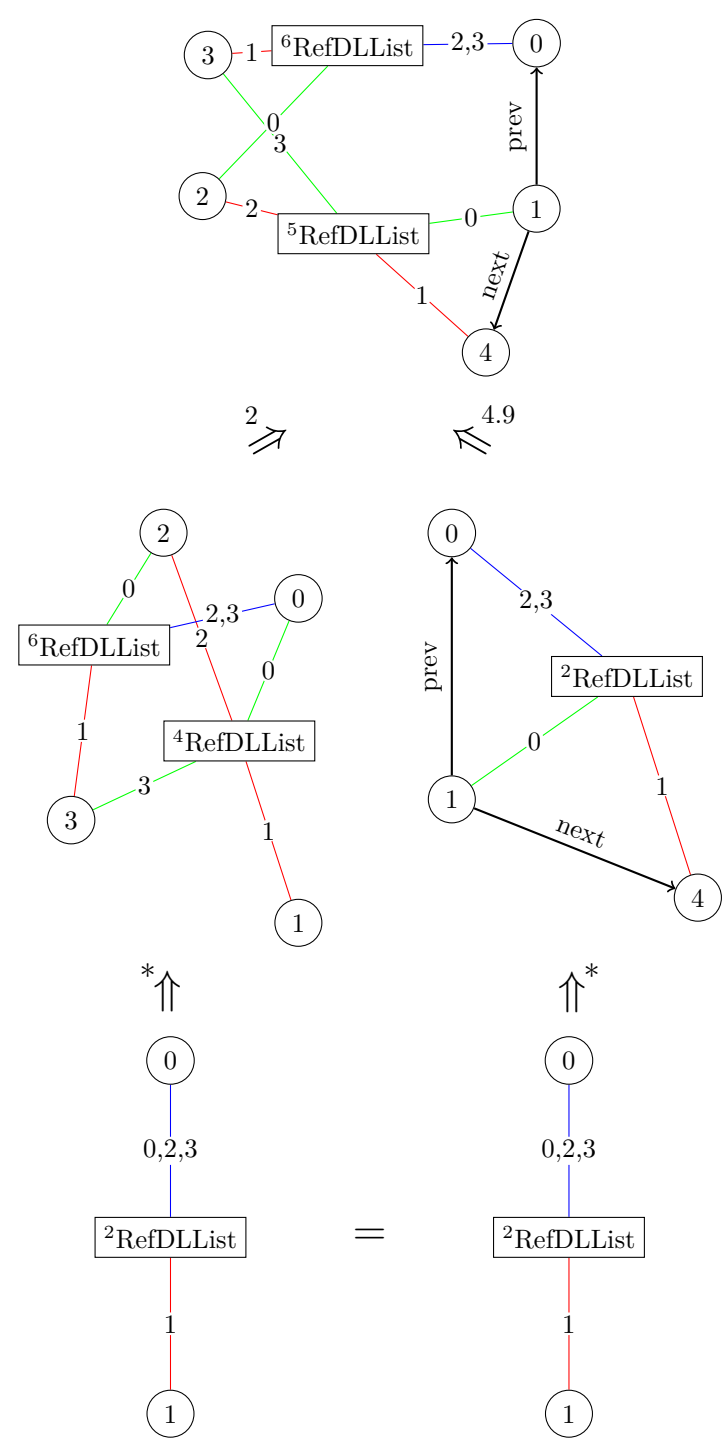 3 1 ⁶RefDLList 2,3 0
prev
0
3
2 2 ⁵RefDLList 0 1
next
1
4
2 4.9
⇒ ⇐
2 0
0 2,3 0 2,3
⁶RefDLList 2
0 prev ²RefDLList
1 ⁴RefDLList 0
3 3 1 1
1 next
1 4
* *
0 0
0,2,3 0,2,3
²RefDLList = ²RefDLList
1 1
1 1